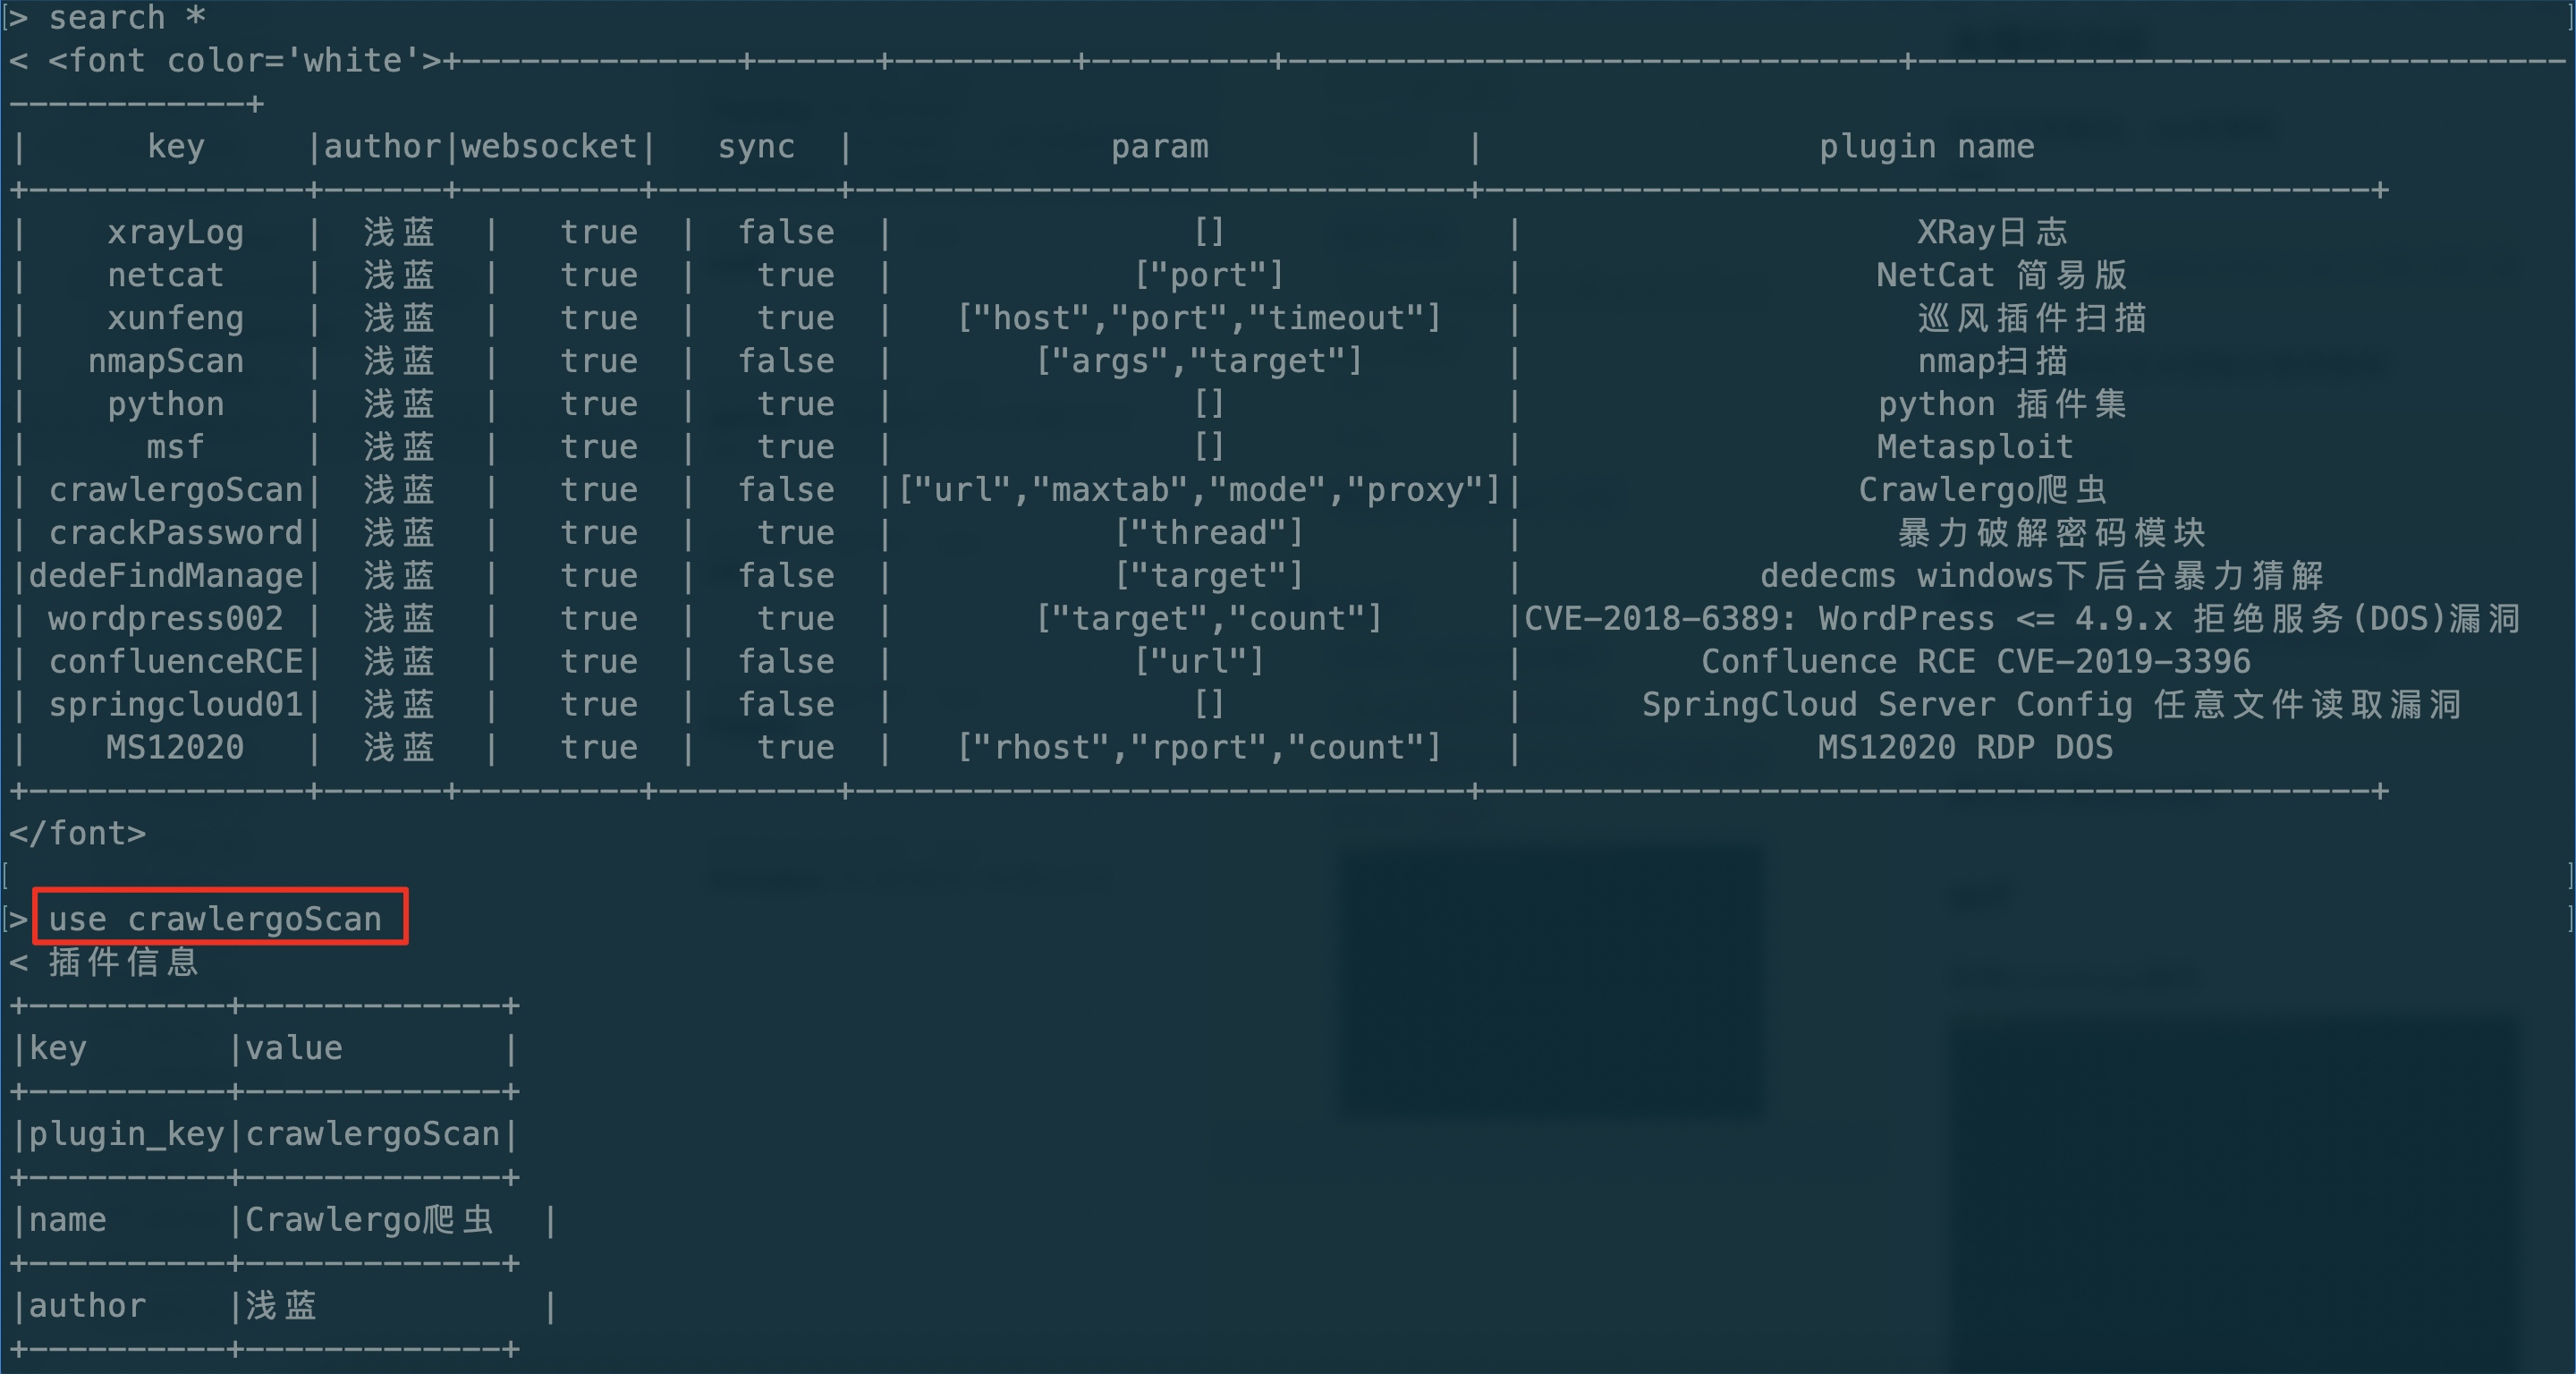 > search *
< <font color='white'>+--------------+------+---------+---------+-------------------------------+---------------------------------
------------+
| key |author|websocket| sync | param | plugin name
+--------------+------+---------+---------+-------------------------------+---------------------------------------------+
| xrayLog | 浅蓝 | true | false | [] | XRay日志
| netcat | 浅蓝 | true | true | ["port"] | NetCat 简易版
| xunfeng | 浅蓝 | true | true | ["host","port","timeout"] | 巡风插件扫描
| nmapScan | 浅蓝 | true | false | ["args","target"] | nmap扫描
| python | 浅蓝 | true | true | [] | python 插件集
| msf | 浅蓝 | true | true | [] | Metasploit
| crawlergoScan| 浅蓝 | true | false |["url","maxtab","mode","proxy"]| Crawlergo爬虫
| crackPassword| 浅蓝 | true | true | ["thread"] | 暴力破解密码模块
|dedeFindManage| 浅蓝 | true | false | ["target"] | dedecms windows下后台暴力猜解
| wordpress002 | 浅蓝 | true | true | ["target","count"] |CVE-2018-6389: WordPress <= 4.9.x 拒绝服务(DOS)漏洞
| confluenceRCE| 浅蓝 | true | false | ["url"] | Confluence RCE CVE-2019-3396
| springcloud01| 浅蓝 | true | false | [] | SpringCloud Server Config 任意文件读取漏洞
| MS12020 | 浅蓝 | true | true | ["rhost","rport","count"] | MS12020 RDP DOS
+--------------+------+---------+---------+-------------------------------+---------------------------------------------+
</font>
> use crawlergoScan
< 插件信息
+----------+-------------+
|key |value |
+----------+-------------+
|plugin_key|crawlergoScan|
+----------+-------------+
|name |Crawlergo爬虫 |
+----------+-------------+
|author |浅蓝 |
+----------+-------------+